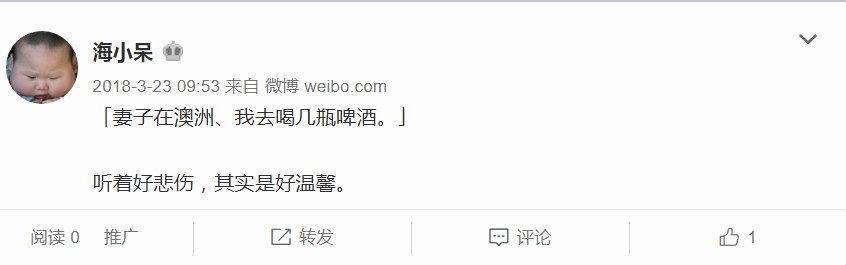 海小呆
2018-3-23 09:53 来自 微博 weibo.com
「妻子在澳洲、我去喝几瓶啤酒。」
听着好悲伤，其实是好温馨。
阅读 0 推广 转发 评论 1